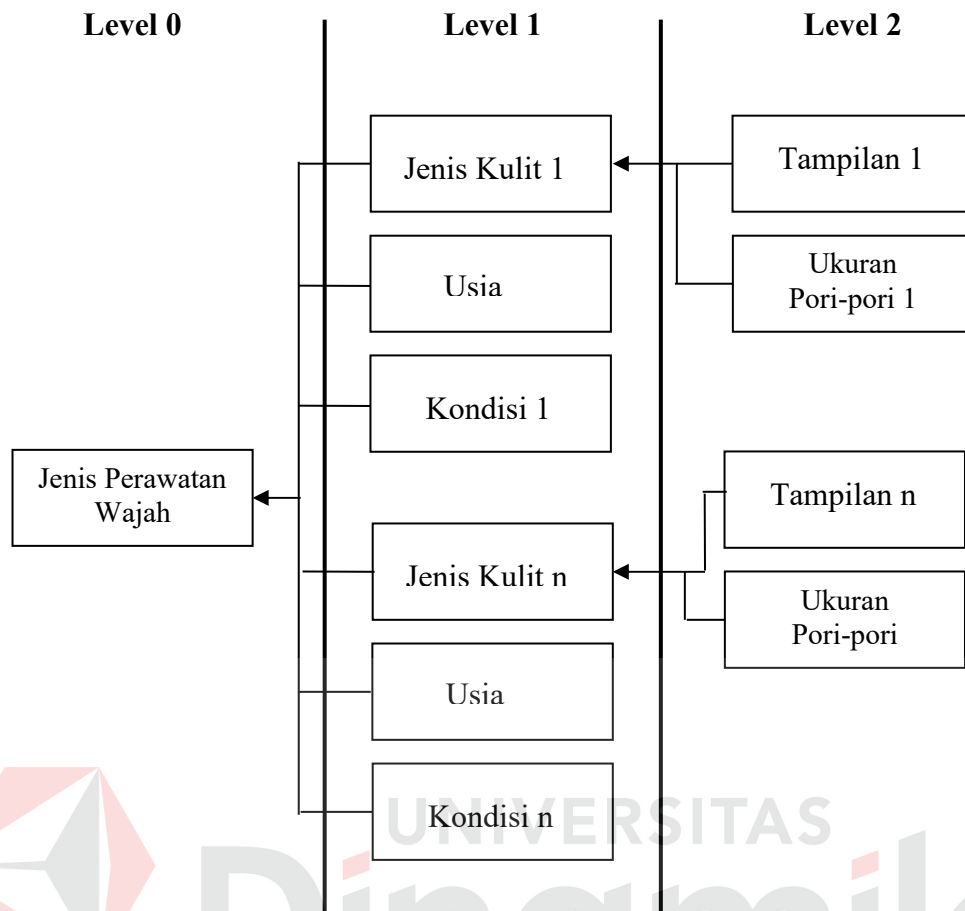 Level 0
Level 1
Level 2
Jenis Kulit 1
Tampilan 1
Usia
Ukuran
Pori-pori 1
Kondisi 1
Jenis Perawatan
Wajah
Tampilan n
Jenis Kulit n
Ukuran
Pori-pori
Usia
Kondisi n
UNIVERSITAS
Dinamik